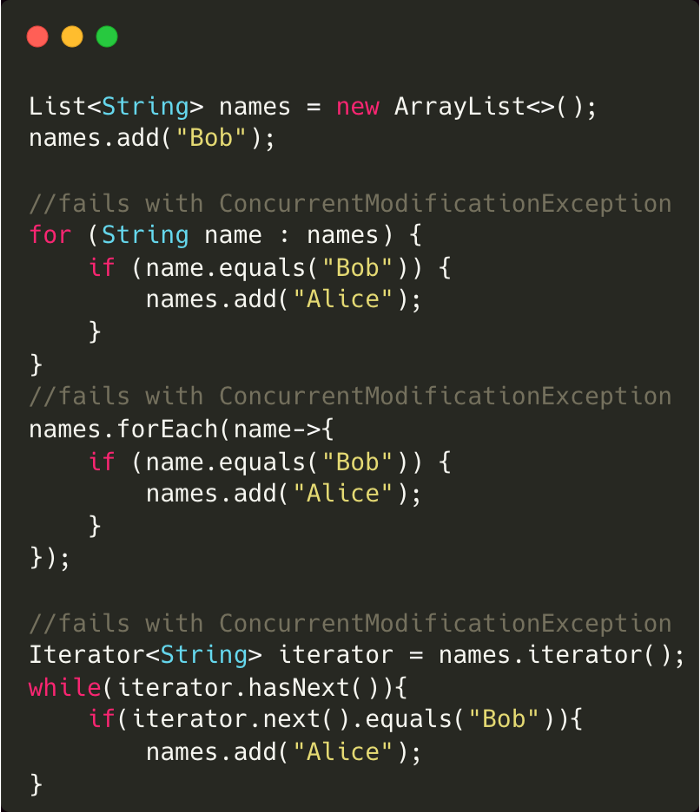 List<String> names = new ArrayList<>();
names.add("Bob");
//fails with ConcurrentModificationException
for (String name : names) {
    if (name.equals("Bob")) {
        names.add("Alice");
    }
}
//fails with ConcurrentModificationException
names.forEach(name->{
    if (name.equals("Bob")) {
        names.add("Alice");
    }
});
//fails with ConcurrentModificationException
Iterator<String> iterator = names.iterator();
while(iterator.hasNext()){
    if(iterator.next().equals("Bob")){
        names.add("Alice");
}